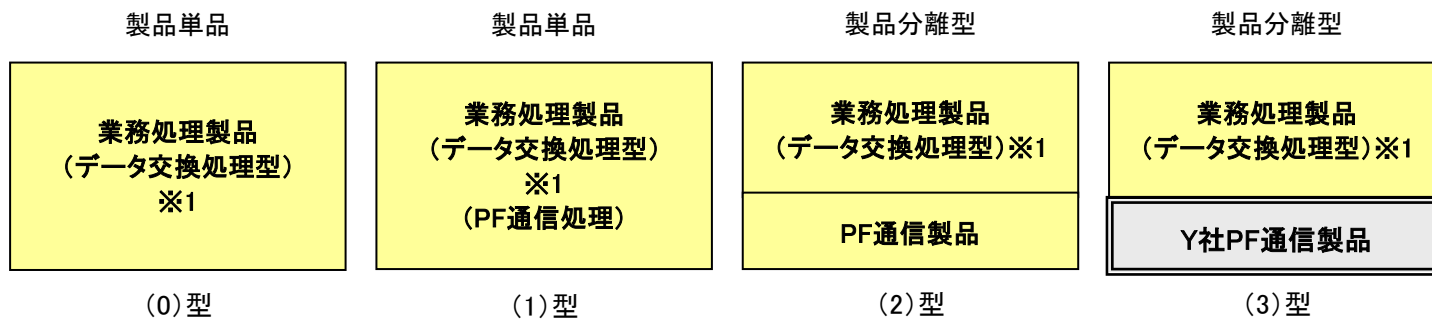 製品単品
製品単品
製品分離型
製品分離型
業務処理製品
(データ交換処理型)
※1
業務処理製品
(データ交換処理型)
※1
(PF通信処理)
業務処理製品
(データ交換処理型)※1
PF通信製品
業務処理製品
(データ交換処理型)※1
Y社PF通信製品
(0)型
(1)型
(2)型
(3)型